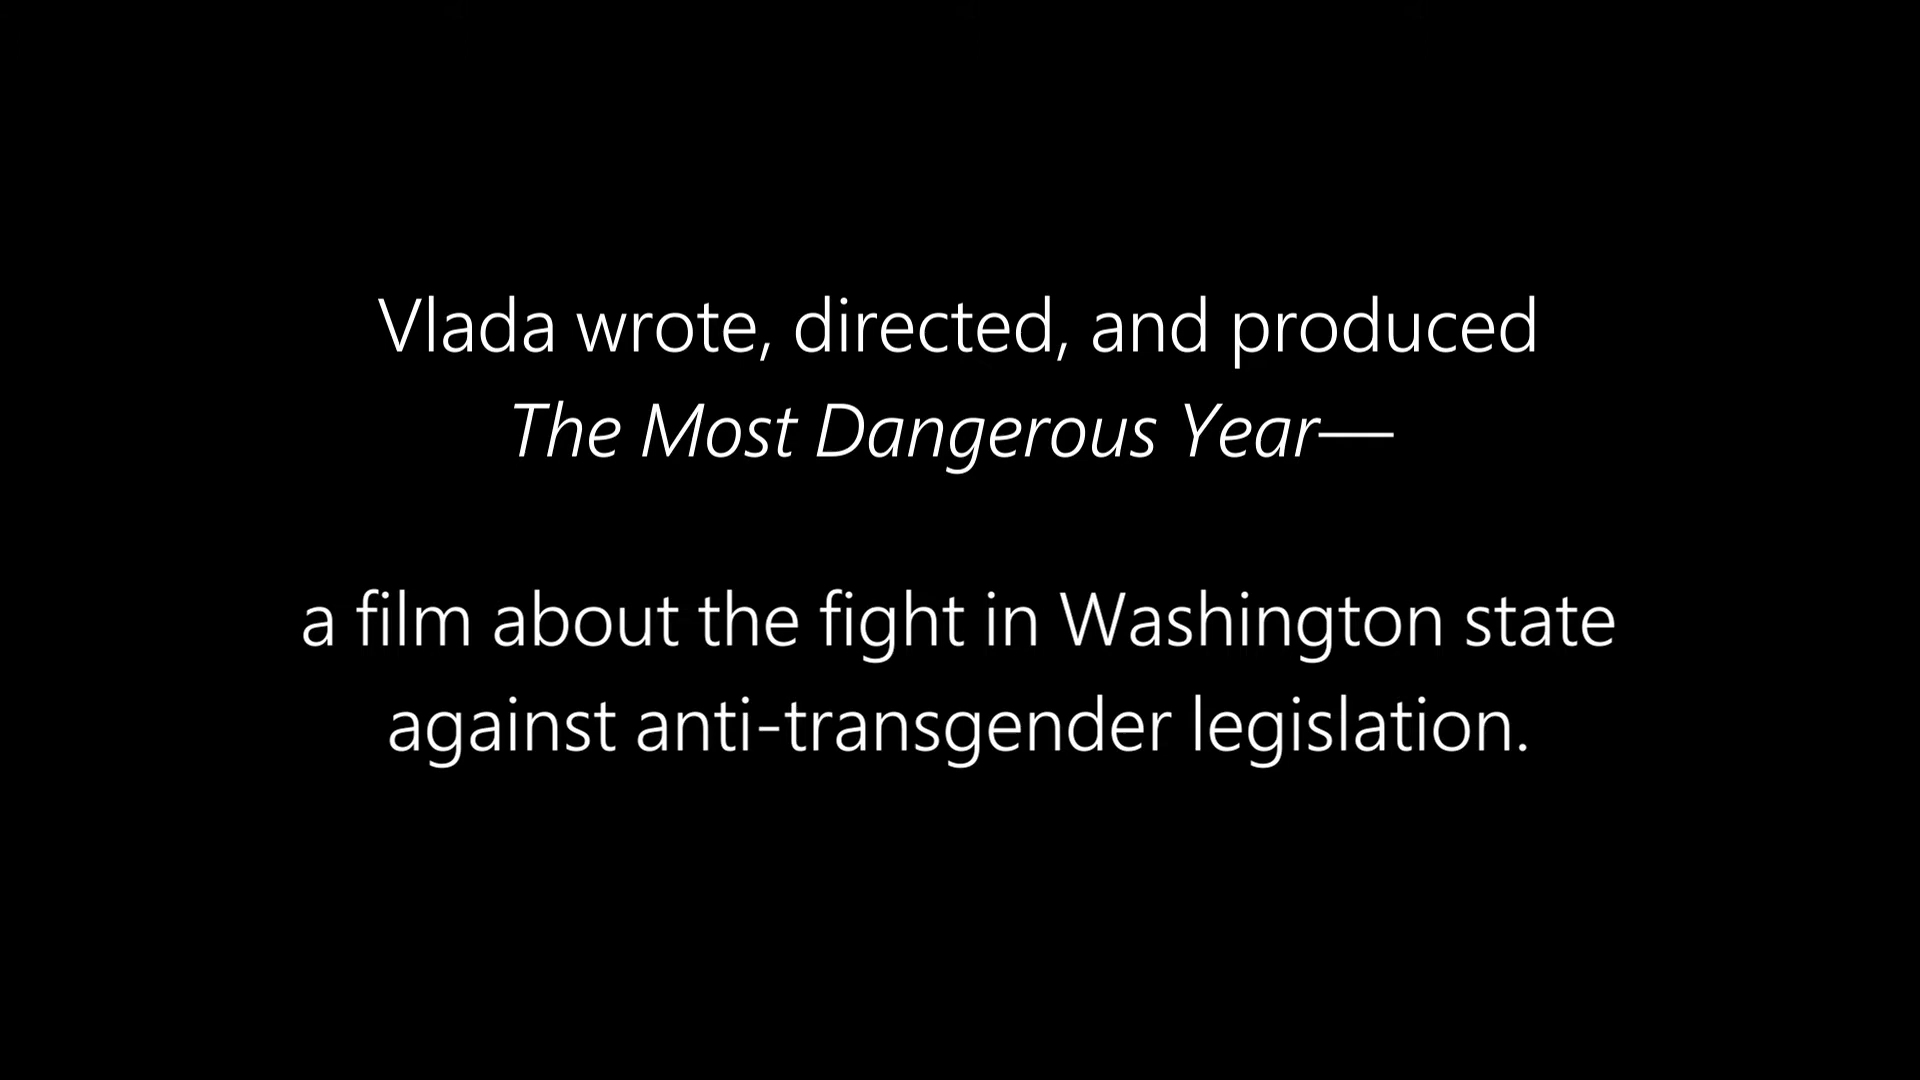 Vlada wrote, directed, and produced
The Most Dangerous Year—
a film about the fight in Washington state
against anti-transgender legislation.